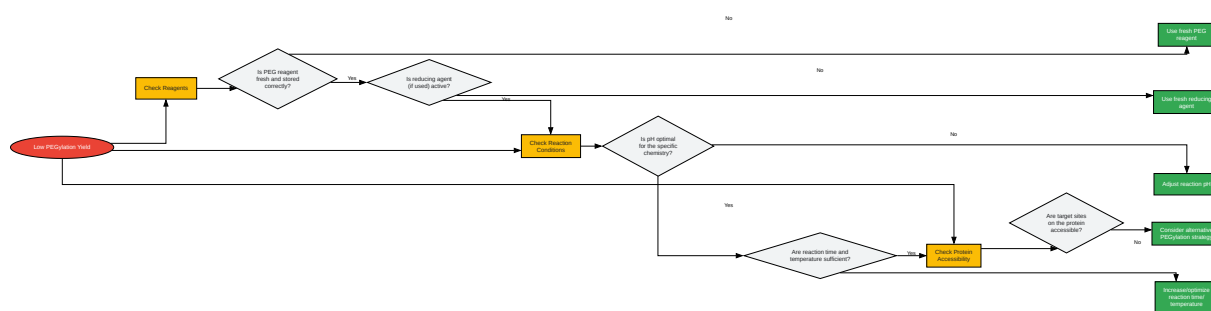 No
Use fresh PEG
reagent
Is PEG reagent
fresh and stored
correctly?
Yes
Is reducing agent
(if used) active?
No
Check Reagents
Yes
Use fresh reducing
agent
Low PEGylation Yield
Check Reaction
Conditions
Is pH optimal
for the specific
chemistry?
No
Adjust reaction pH
Yes
Are target sites
on the protein
accessible?
Consider alternative
PEGylation strategy
No
Are reaction time and
temperature sufficient?
Yes
Check Protein
Accessibility
Increase/optimize
reaction time/
temperature